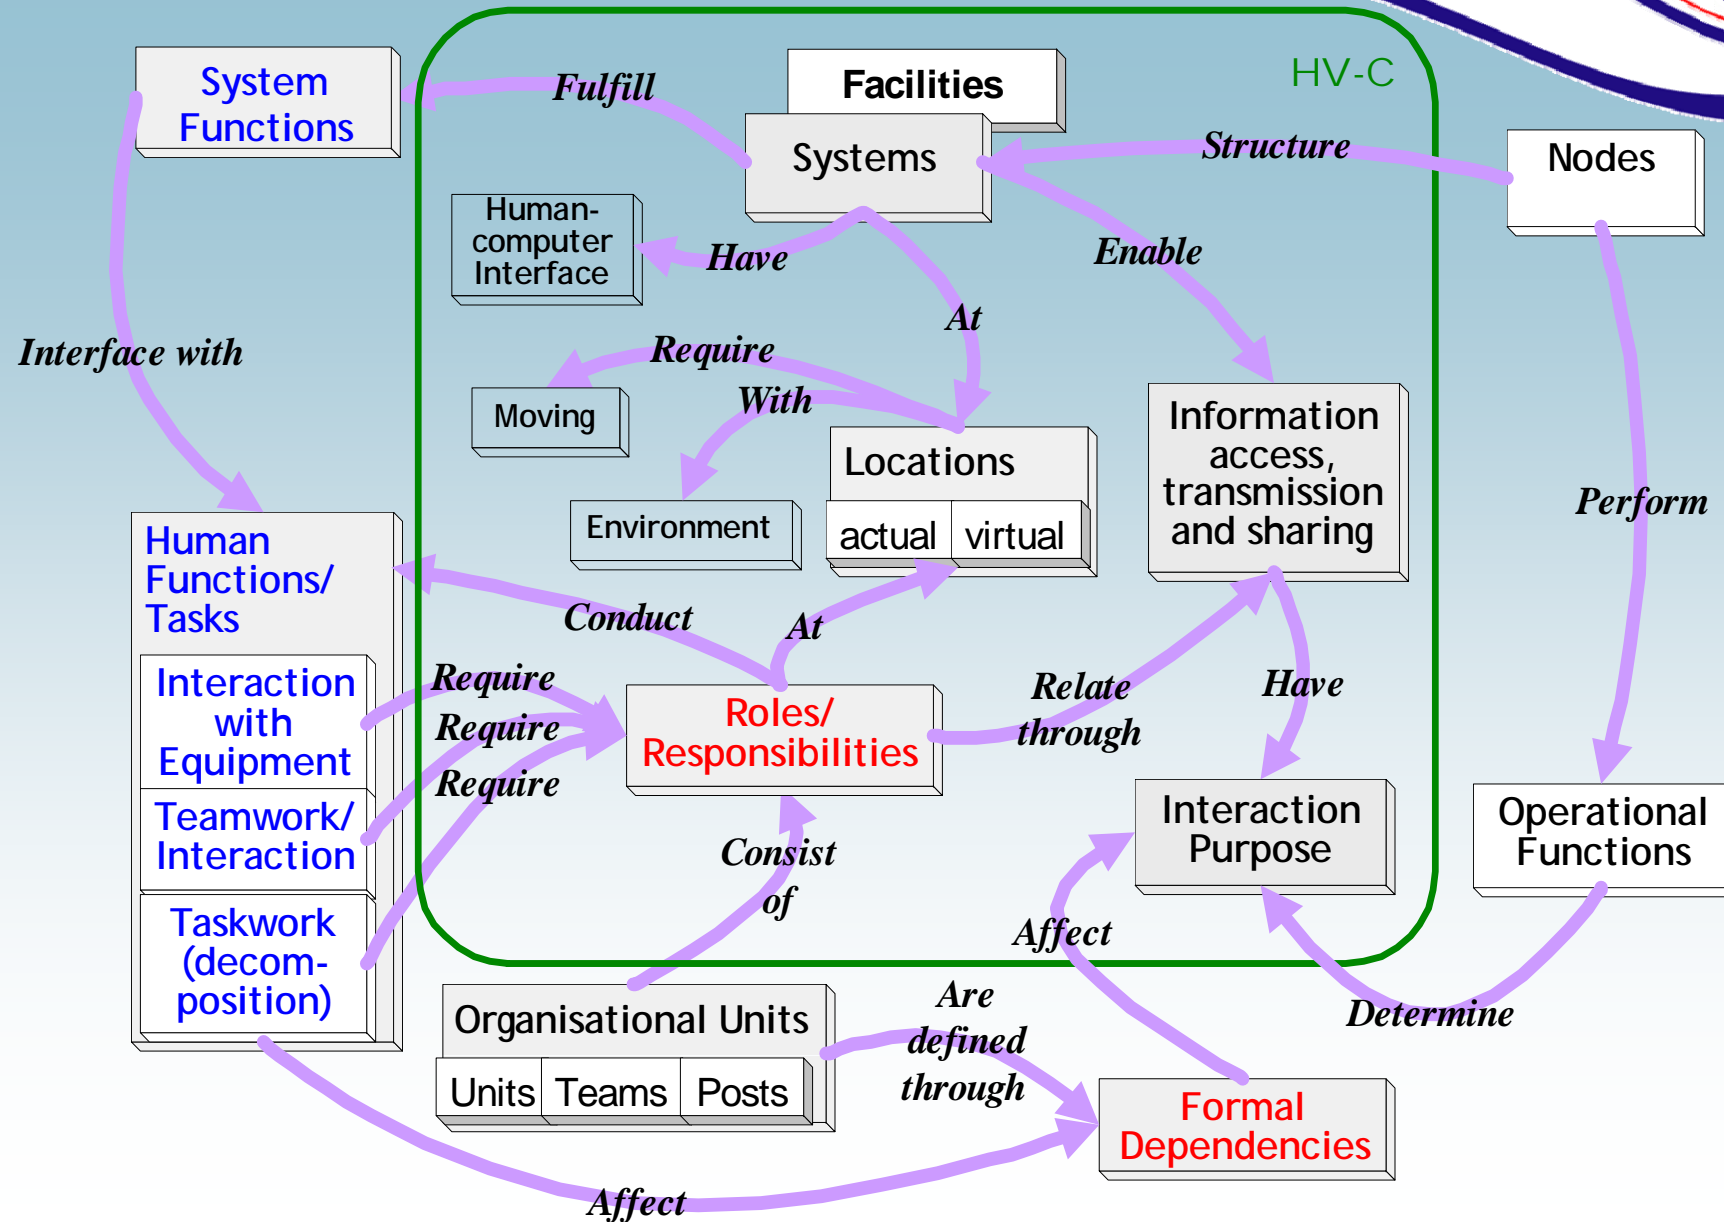 HV-C
System
Functions
Fulfill
Facilities
Systems
Structure
Nodes
Human-
computer
Interface
Have
Enable
At
Interface with
Require
With
Moving
Environment
Locations
actual
virtual
Information
access,
transmission
and sharing
Perform
Human
Functions/
Tasks
Conduct
At
Interaction
with
Equipment
Teamwork/
Interaction
Taskwork
(decom-
position)
Require
Require
Require
Roles/
Responsibilities
Relate
through
Have
Interaction
Purpose
Operational
Functions
Consist
of
Affect
Determine
Organisational Units
Units
Teams
Posts
Are
defined
through
Formal
Dependencies
Affect